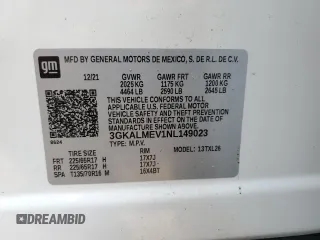 gm
MFD BY GENERAL MOTORS DE MEXICO, S. DE R.L. DE C.V.
12/21 GVWR GAWR FRT GAWR RR
2025 KG 1175 KG 1200 KG
4464 LB 2590 LB 2645 LB
THIS VEHICLE CONFORMS TO ALL APPLICABLE U.S. FEDERAL MOTOR VEHICLE SAFETY, BUMPER, AND THEFT PREVENTION STANDARDS IN EFFECT ON THE DATE OF MANUFACTURE SHOWN ABOVE.
3GKALMEV1NL149023
TYPE: M.P.V. MODEL: 13TXL26
TIRE SIZE RIM
FRT 225/65R17 H 17X7J
RR 225/65R17 H 17X7J
SPA T135/70R16 M 16X4BT
© BIDFAX